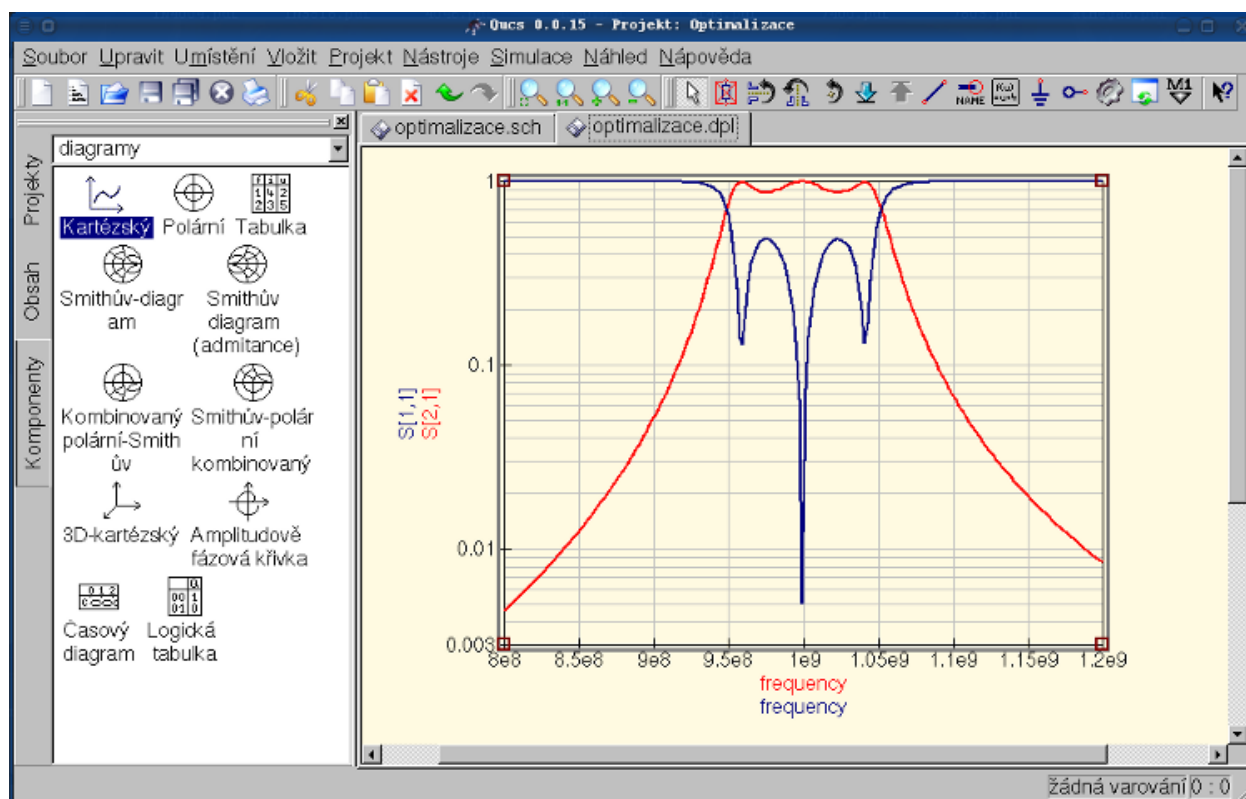 Qucs 0.0.15 - Projekt: Optimalizace
Soubor Upravit Umístění Vložit Projekt Nástroje Simulace Náhled Nápověda
NAME
M1
optimalizace.sch
optimalizace.dpl
Projekty
Obsah
Komponenty
diagramy
Kartézský Polární Tabulka
Smithův-diagr
am
Smithův
diagram
(admitance)
Kombinovaný
polární-Smith
ův
Smithův-polár
ní
kombinovaný
3D-kartézský
Amplitudově
fázová křivka
Časový
diagram
Logická
tabulka
S[1,1]
S[2,1]
1
0.1
0.01
0.003
8e8 8.5e8 9e8 9.5e8 1e9 1.05e9 1.1e9 1.15e9 1.2e9
frequency
frequency
žádná varování 0 : 0